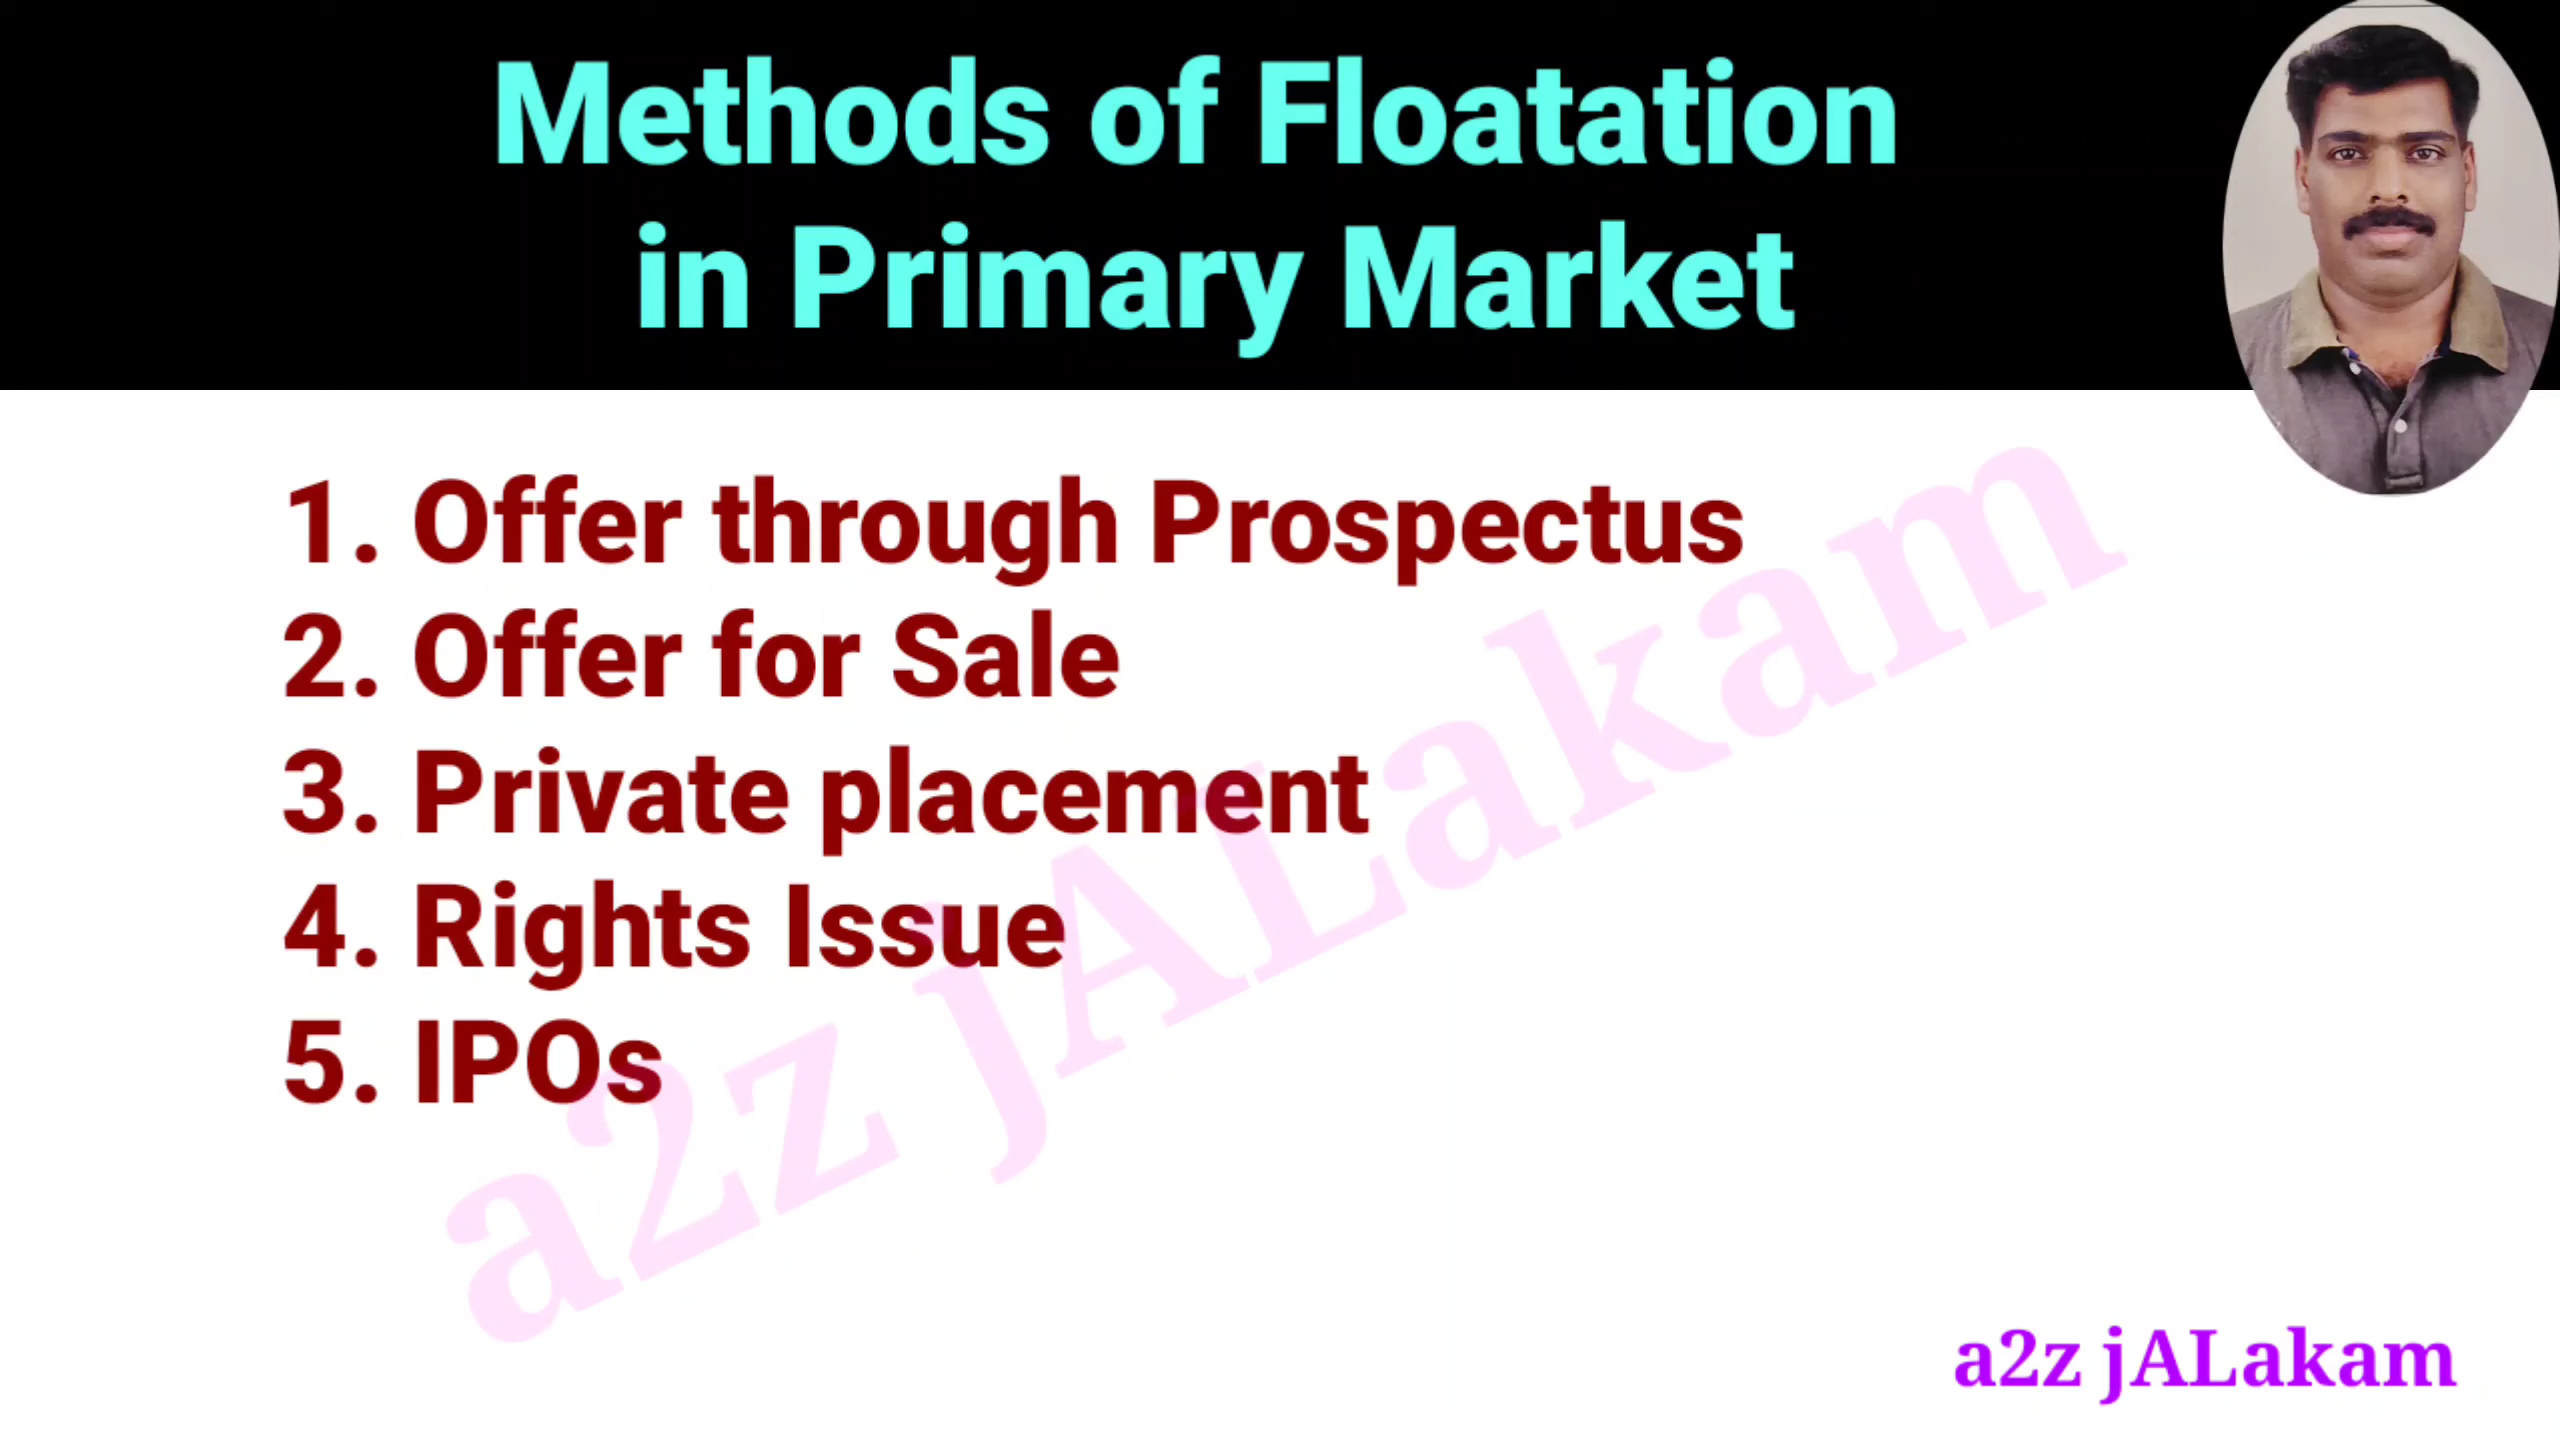 Methods of Floatation
in Primary Market
1. Offer through Prospectus
2. Offer for Sale
3. Private placement
4. Rights Issue
5. IPOs
a2z jALakam
a2z jALakam